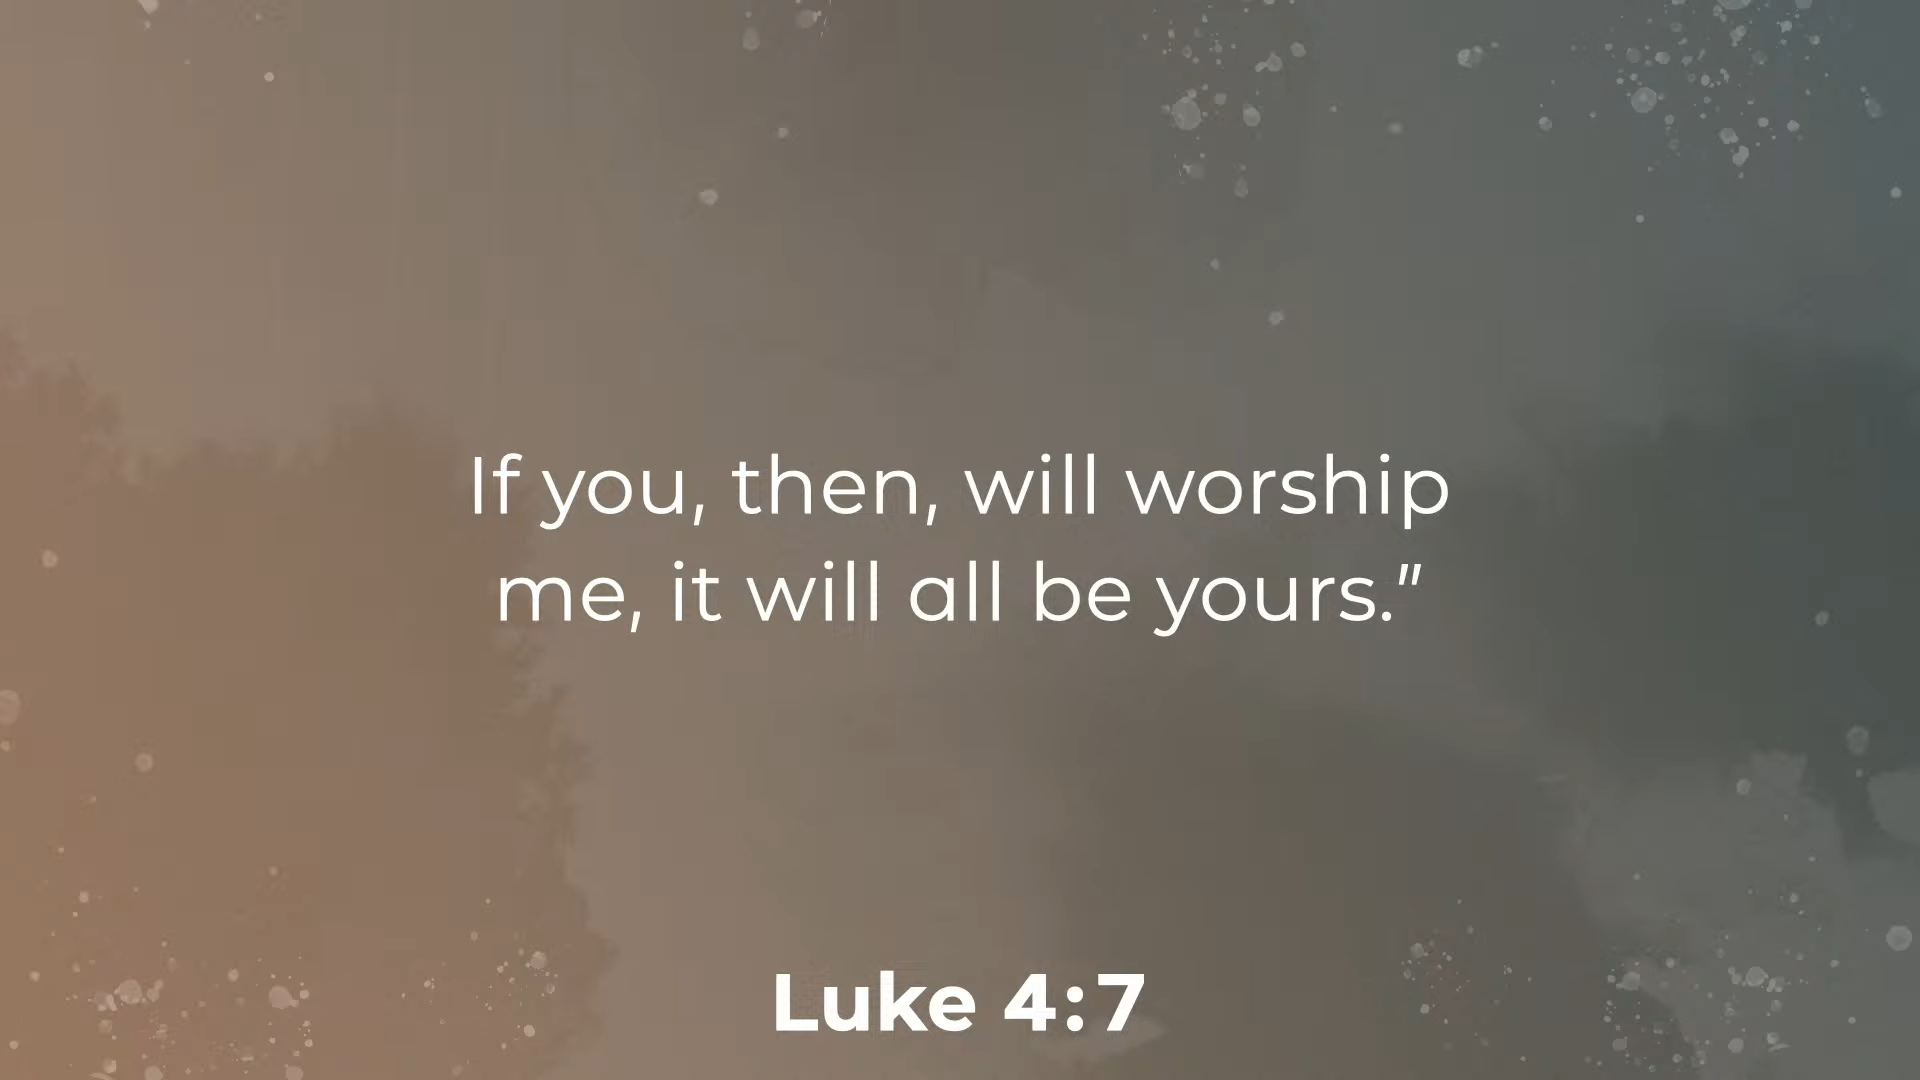 If you, then, will worship
me, it will all be yours.”
Luke 4:7